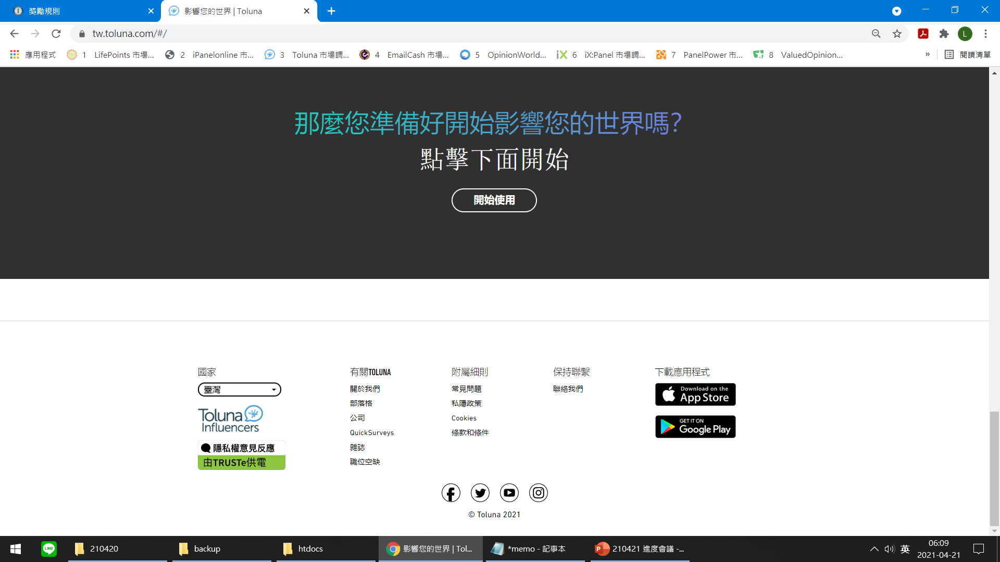 獎勵規則
影響您的世界 | Toluna
tw.toluna.com/#/
L
應用程式
1 LifePoints 市場...
2 iPanelonline 市...
3 Toluna 市場調...
4 EmailCash 市場...
5 OpinionWorld...
6 iX:Panel 市場調...
7 PanelPower 市...
8 ValuedOpinion...
»
閱讀清單
那麼您準備好開始影響您的世界嗎?
點擊下面開始
開始使用
國家
臺灣
Toluna
Influencers
隱私權意見反應
由TRUSTe供電
有關TOLUNA
關於我們
部落格
公司
QuickSurveys
雜誌
職位空缺
附屬細則
常見問題
私隱政策
Cookies
條款和條件
保持聯繫
聯絡我們
下載應用程式
Download on the
App Store
GET IT ON
Google Play
© Toluna 2021
LINE
210420
backup
htdocs
影響您的世界 | Tol...
*memo - 記事本
210421 進度會議 -...
英
06:09
2021-04-21